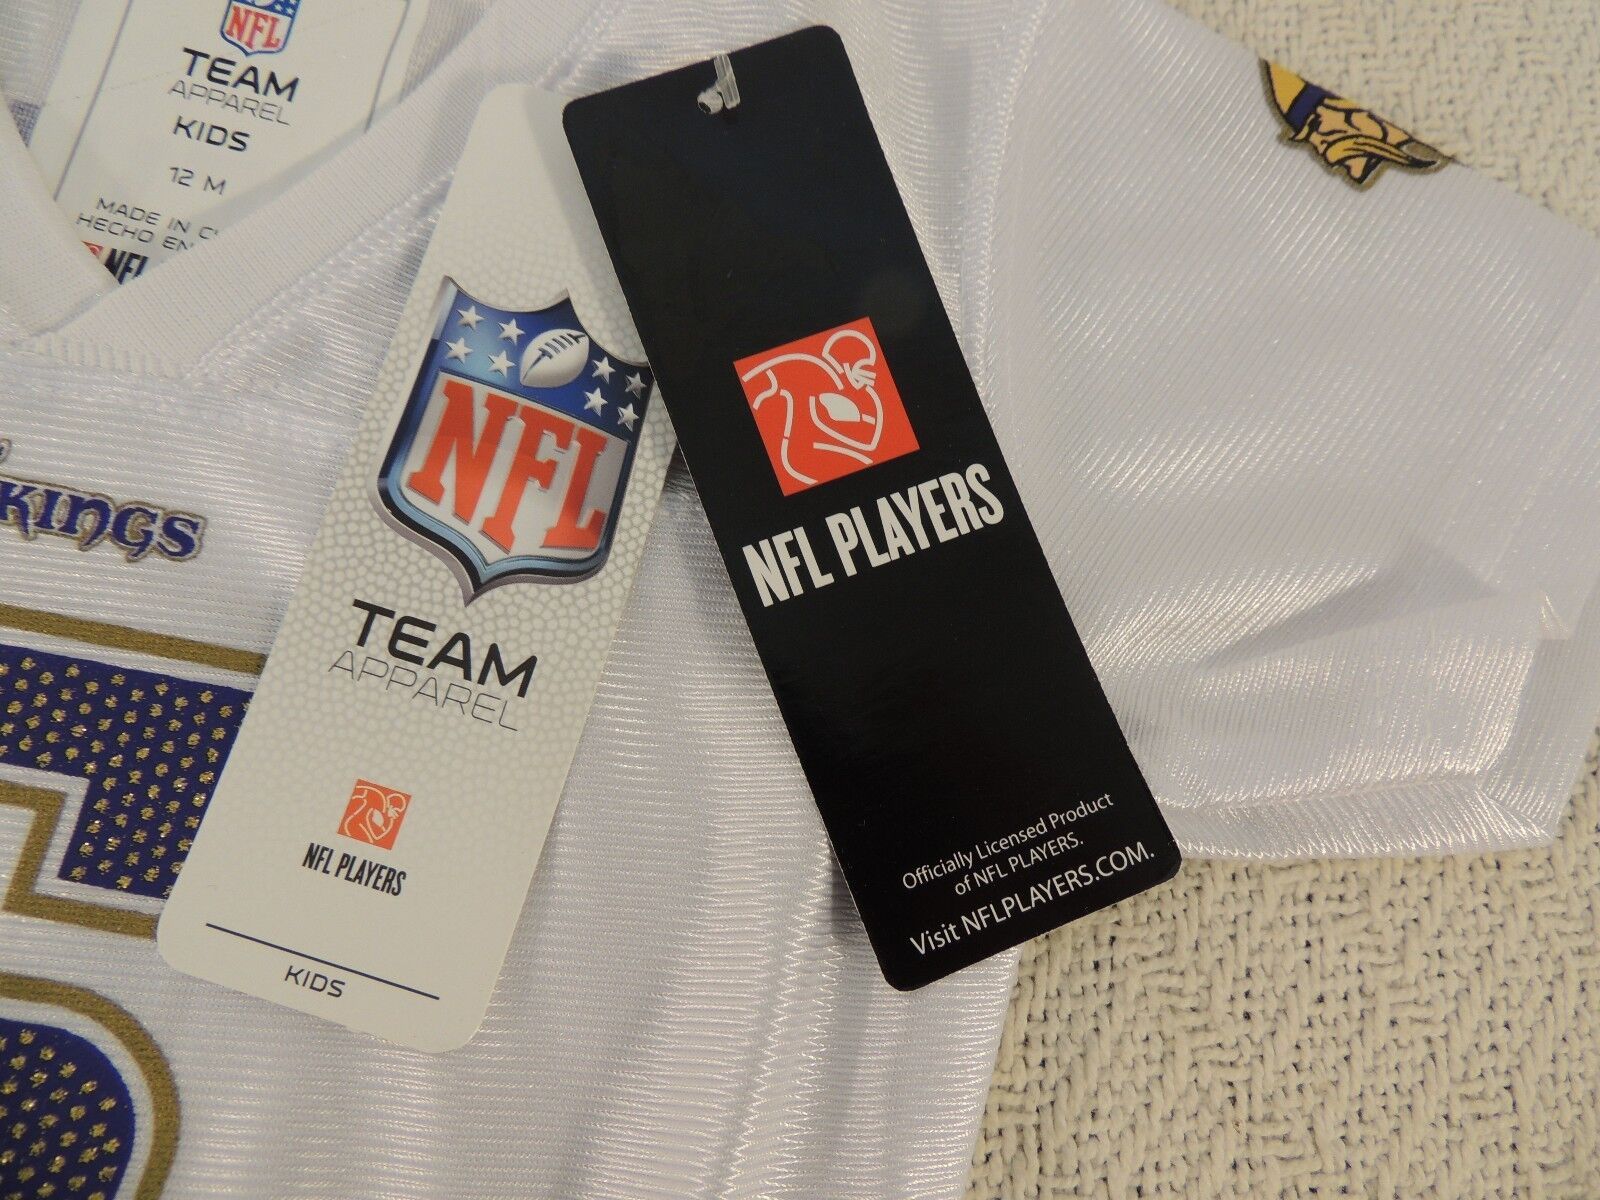 NFL
TEAM
APPAREL
KIDS
12 M
MADE IN
HECHO EN
NFL
NFL
TEAM
APPAREL
NFL PLAYERS
KIDS
NFL PLAYERS
Officially Licensed Product
of NFL PLAYERS.
Visit NFLPLAYERS.COM.
KINGS